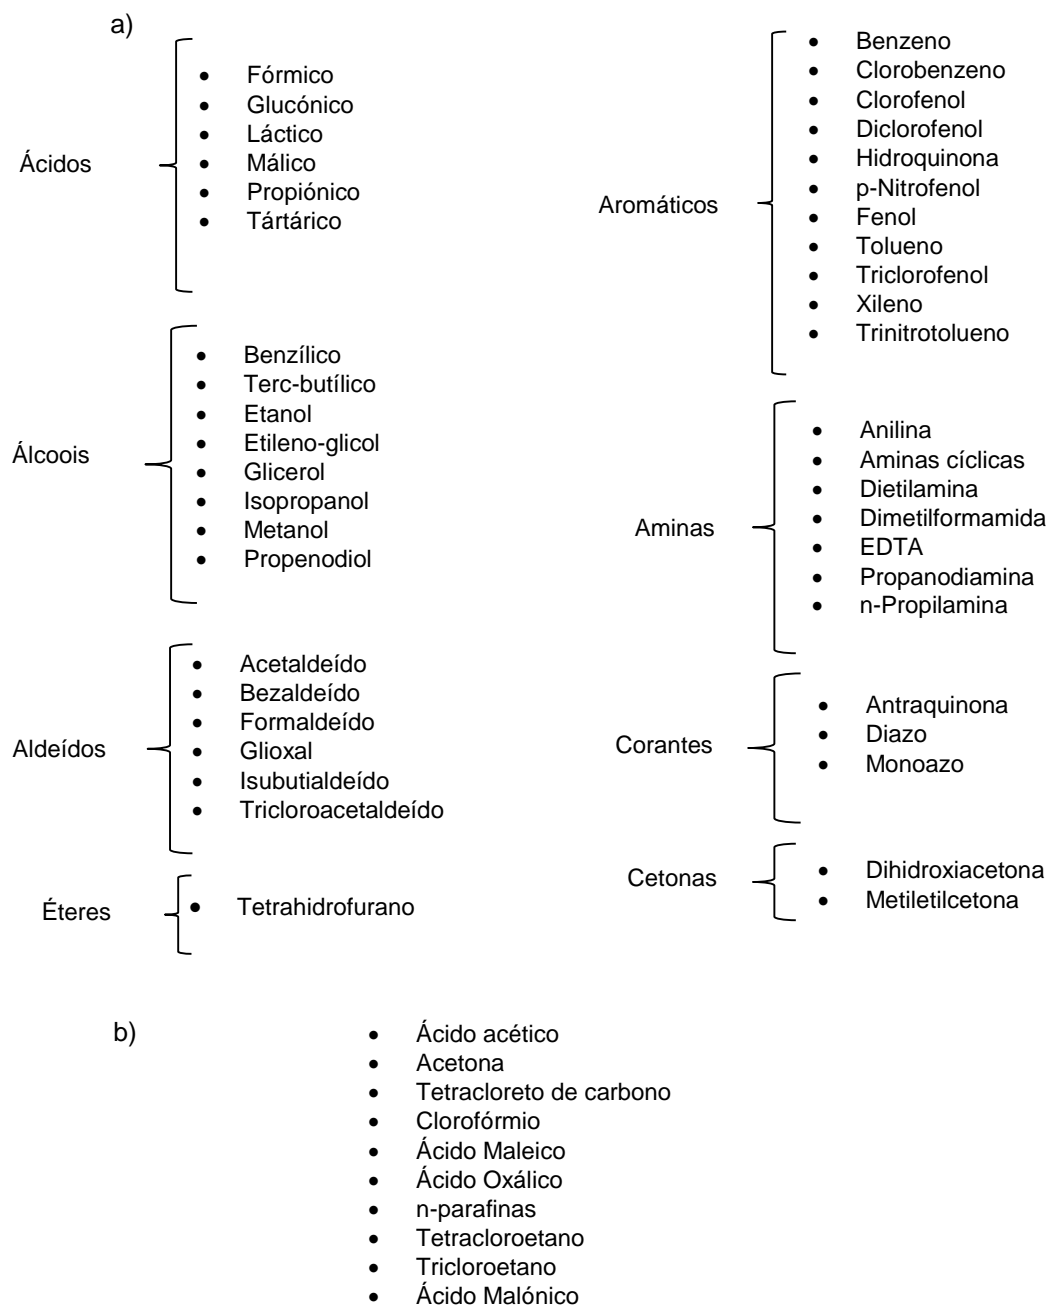 a)
Ácidos
• Fórmico
• Glucónico
• Láctico
• Málico
• Propiónico
• Tártárico
Álcoois
• Benzílico
• Terc-butílico
• Etanol
• Etileno-glicol
• Glicerol
• Isopropanol
• Metanol
• Propenodiol
Aldeídos
• Acetaldeído
• Bezaldeído
• Formaldeído
• Glioxal
• Isubutialdeído
• Tricloroacetaldeído
Éteres
• Tetrahidrofurano
Aromáticos
• Benzeno
• Clorobenzeno
• Clorofenol
• Diclorofenol
• Hidroquinona
• p-Nitrofenol
• Fenol
• Tolueno
• Triclorofenol
• Xileno
• Trinitrotolueno
Aminas
• Anilina
• Aminas cíclicas
• Dietilamina
• Dimetilformamida
• EDTA
• Propanodiamina
• n-Propilamina
Corantes
• Antraquinona
• Diazo
• Monoazo
Cetonas
• Dihidroxiacetona
• Metiletilcetona
b)
• Ácido acético
• Acetona
• Tetracloreto de carbono
• Clorofórmio
• Ácido Maleico
• Ácido Oxálico
• n-parafinas
• Tetracloroetano
• Tricloroetano
• Ácido Malónico